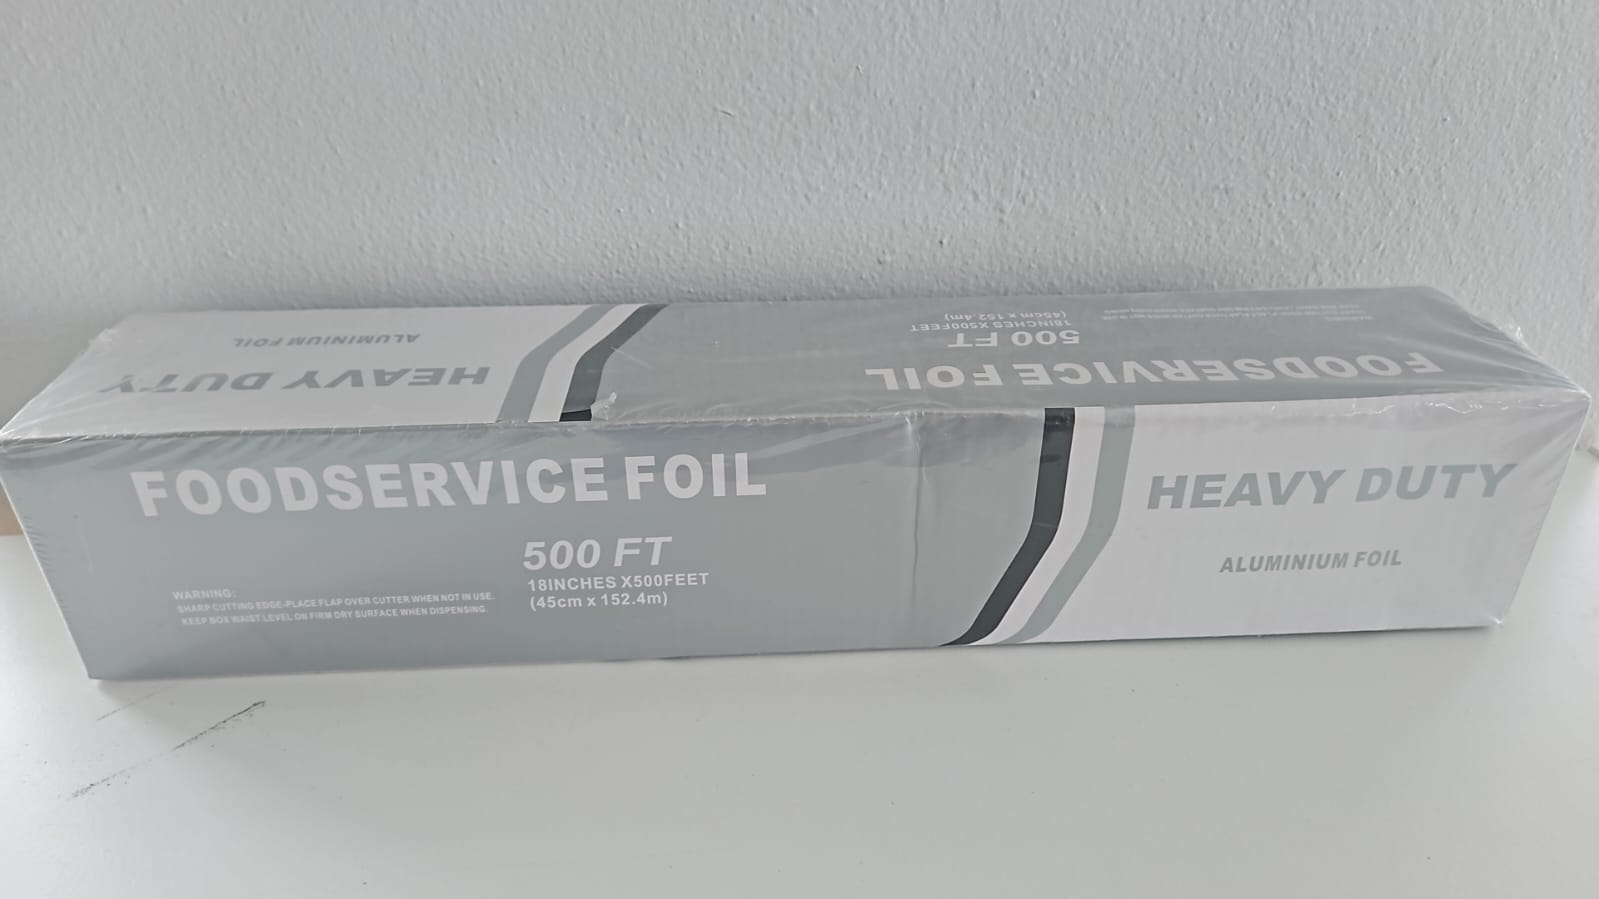 ALUMINIUM FOIL
HEAVY DUTY
18INCHES X500FEET
(45cm x 152.4m)
500 FT
FOODSERVICE FOIL
FOODSERVICE FOIL
500 FT
18INCHES X500FEET
(45cm x 152.4m)
WARNING:
SHARP CUTTING EDGE-PLACE FLAP OVER CUTTER WHEN NOT IN USE.
KEEP BOX WAIST LEVEL ON FIRM DRY SURFACE WHEN DISPENSING.
HEAVY DUTY
ALUMINIUM FOIL